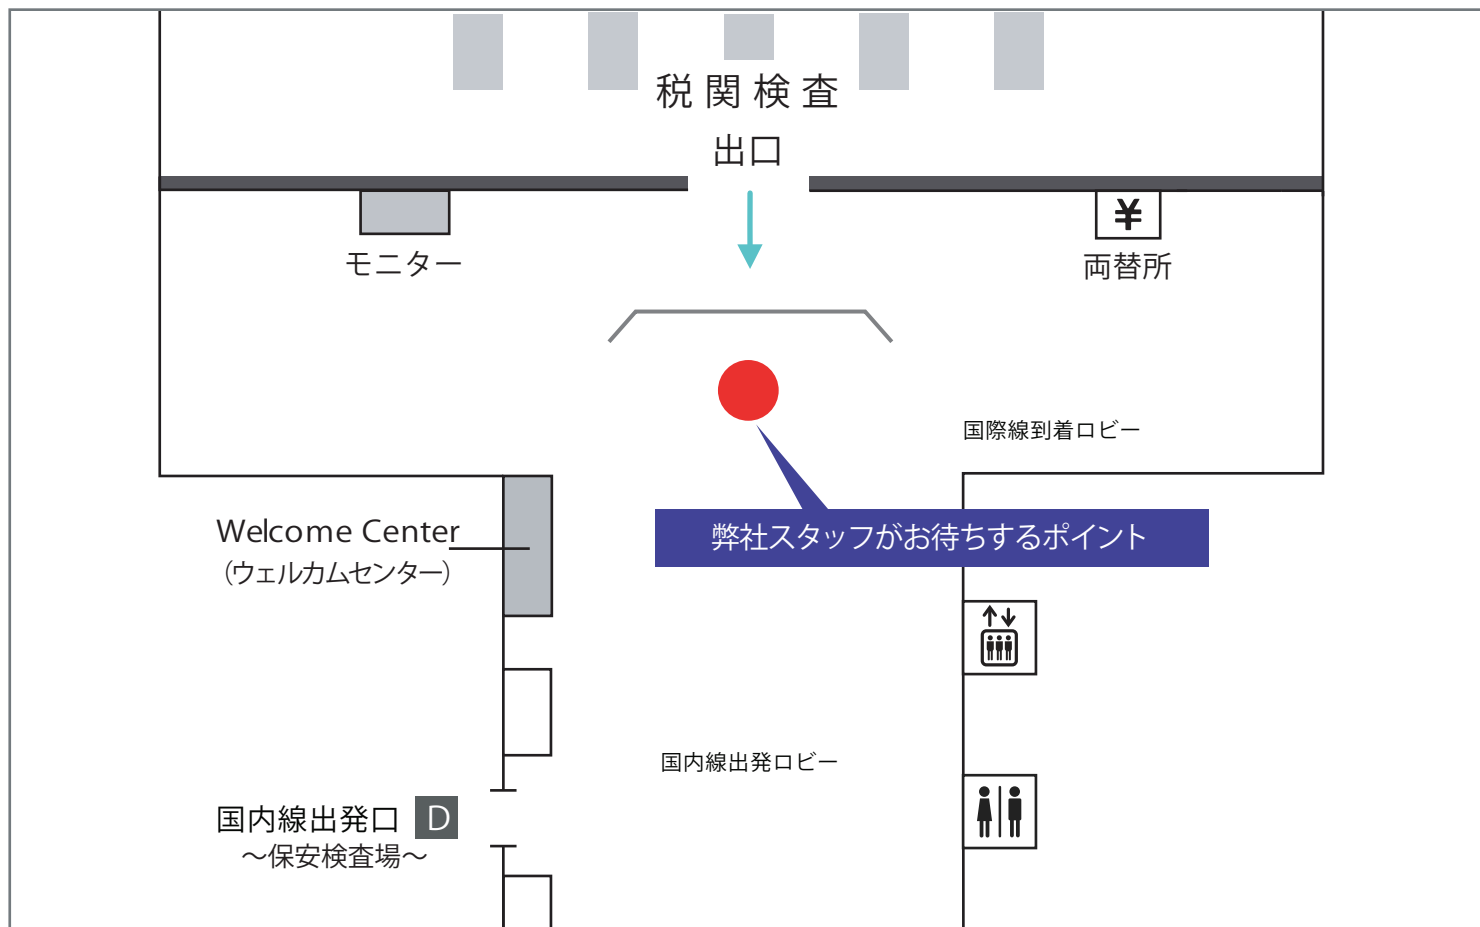 税関検査
出口
モニター
¥
両替所
国際線到着ロビー
弊社スタッフがお待ちするポイント
Welcome Center
（ウェルカムセンター）
国内線出発ロビー
国内線出発口 D
～保安検査場～